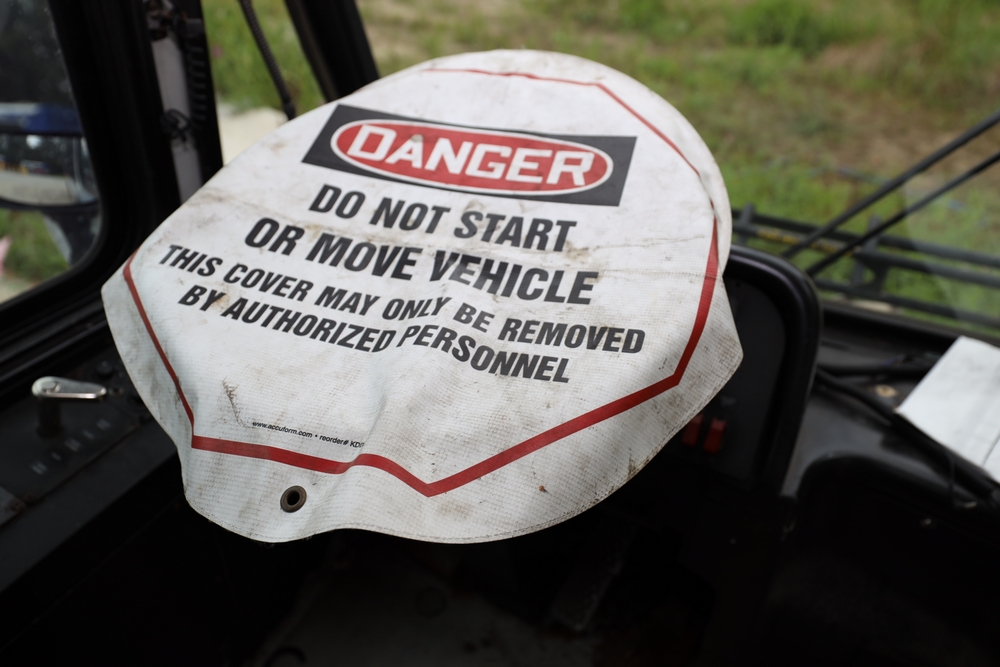 DANGER
DO NOT START
OR MOVE VEHICLE
THIS COVER MAY ONLY BE REMOVED
BY AUTHORIZED PERSONNEL
www.accuform.com • reorder#